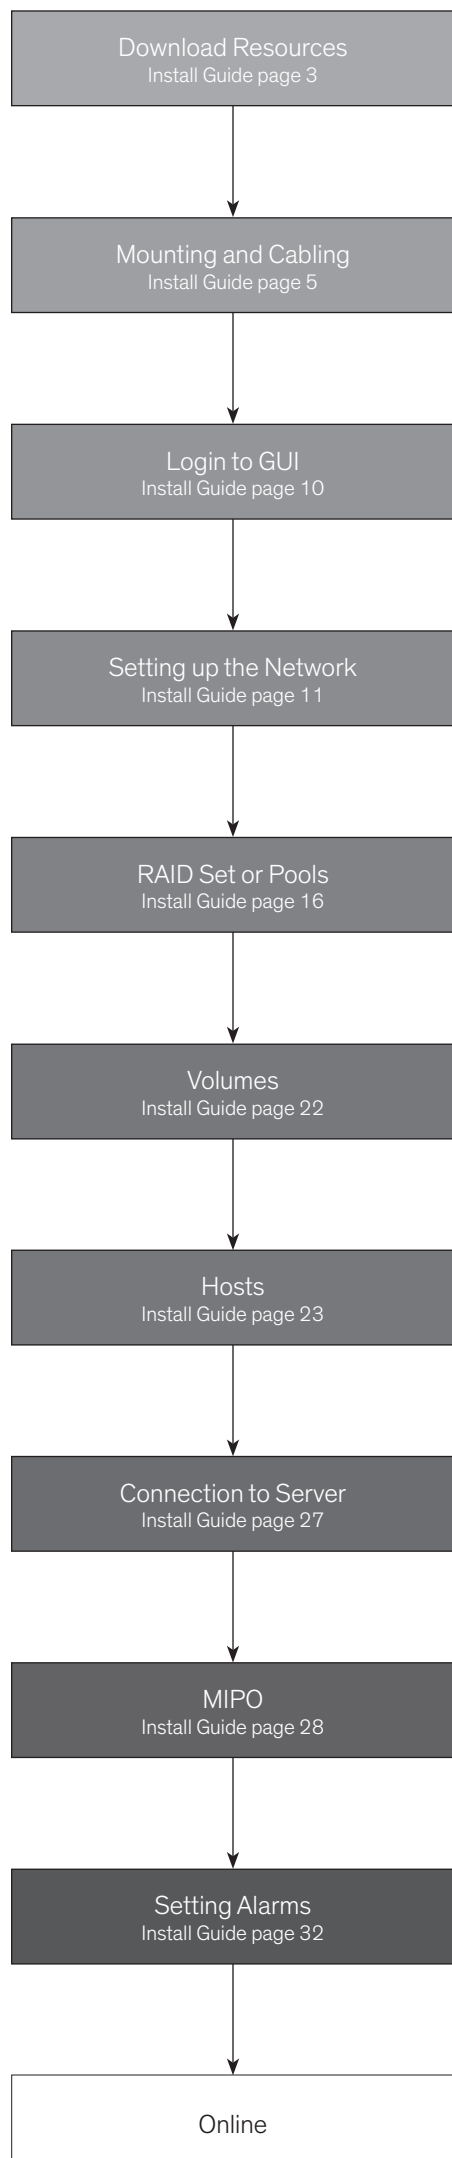 Download Resources
Install Guide page 3
Mounting and Cabling
Install Guide page 5
Login to GUI
Install Guide page 10
Setting up the Network
Install Guide page 11
RAID Set or Pools
Install Guide page 16
Volumes
Install Guide page 22
Hosts
Install Guide page 23
Connection to Server
Install Guide page 27
MIPO
Install Guide page 28
Setting Alarms
Install Guide page 32
Online